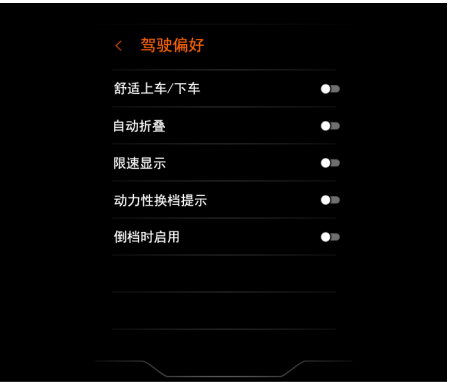 驾驶偏好
舒适上车/下车
自动折叠
限速显示
动力性换档提示
倒档时启用